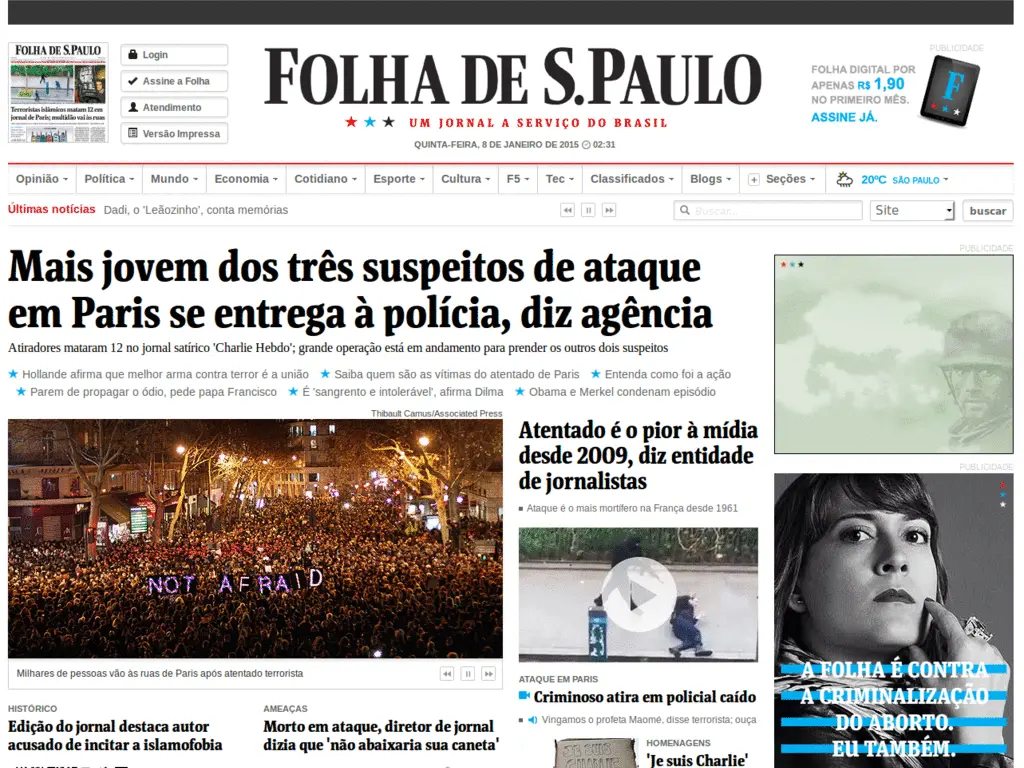 FOLHA DE S.PAULO
Terroristas islâmicos matam 12 em
jornal de Paris; multidão vai às ruas
Login
Assine a Folha
Atendimento
Versão Impressa
FOLHA DE S.PAULO
UM JORNAL A SERVIÇO DO BRASIL
QUINTA-FEIRA, 8 DE JANEIRO DE 2015 02:31
PUBLICIDADE
FOLHA DIGITAL POR
APENAS R$ 1,90
NO PRIMEIRO MÊS.
ASSINE JÁ.
F
Opinião Política Mundo Economia Cotidiano Esporte Cultura F5 Tec Classificados Blogs Seções 20ºC SÃO PAULO
Últimas notícias Dadi, o 'Leãozinho', conta memórias
Buscar...
Site
buscar
PUBLICIDADE
Mais jovem dos três suspeitos de ataque
em Paris se entrega à polícia, diz agência
Atiradores mataram 12 no jornal satírico 'Charlie Hebdo'; grande operação está em andamento para prender os outros dois suspeitos
Hollande afirma que melhor arma contra terror é a união Saiba quem são as vítimas do atentado de Paris Entenda como foi a ação
Parem de propagar o ódio, pede papa Francisco É 'sangrento e intolerável', afirma Dilma Obama e Merkel condenam episódio
Thibault Camus/Associated Press
NOT AFRAID
Milhares de pessoas vão às ruas de Paris após atentado terrorista
Atentado é o pior à mídia
desde 2009, diz entidade
de jornalistas
Ataque é o mais mortífero na França desde 1961
ATAQUE EM PARIS
Criminoso atira em policial caído
Vingamos o profeta Maomé, disse terrorista; ouça
HISTÓRICO
Edição do jornal destaca autor
acusado de incitar a islamofobia
AMEAÇAS
Morto em ataque, diretor de jornal
dizia que 'não abaixaria sua caneta'
JE SUIS
HOMENAGENS
'Je suis Charlie'
PUBLICIDADE
A FOLHA É CONTRA
A CRIMINALIZAÇÃO
DO ABORTO.
EU TAMBÉM.